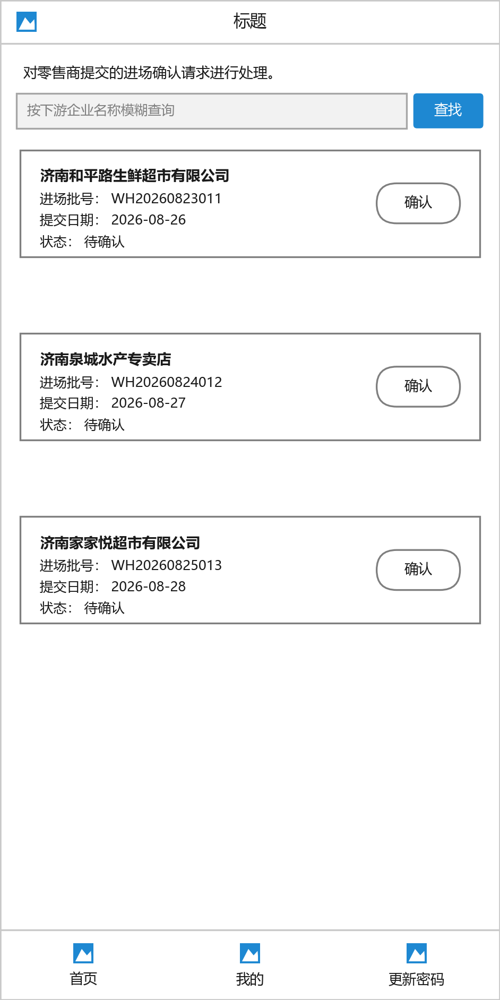 标题
对零售商提交的进场确认请求进行处理。
按下游企业名称模糊查询
查找
济南和平路生鲜超市有限公司
进场批号： WH20260823011
提交日期： 2026-08-26
状态： 待确认
确认
济南泉城水产专卖店
进场批号： WH20260824012
提交日期： 2026-08-27
状态： 待确认
确认
济南家家悦超市有限公司
进场批号： WH20260825013
提交日期： 2026-08-28
状态： 待确认
确认
首页
我的
更新密码